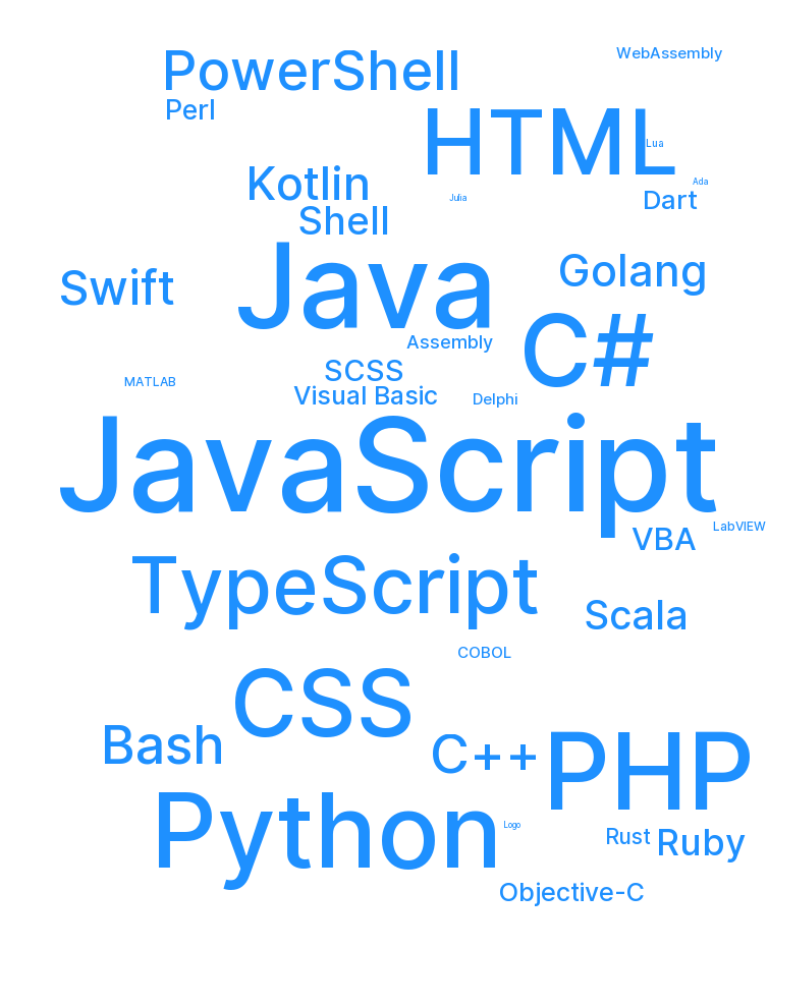 WebAssembly
PowerShell
Perl
HTML
Lua
Ada
Kotlin
Julia
Dart
Shell
Java
Golang
Swift
C#
Assembly
SCSS
MATLAB
Visual Basic
Delphi
JavaScript
LabVIEW
VBA
TypeScript
Scala
COBOL
CSS
Bash
C++
PHP
Python
Logo
Rust
Ruby
Objective-C